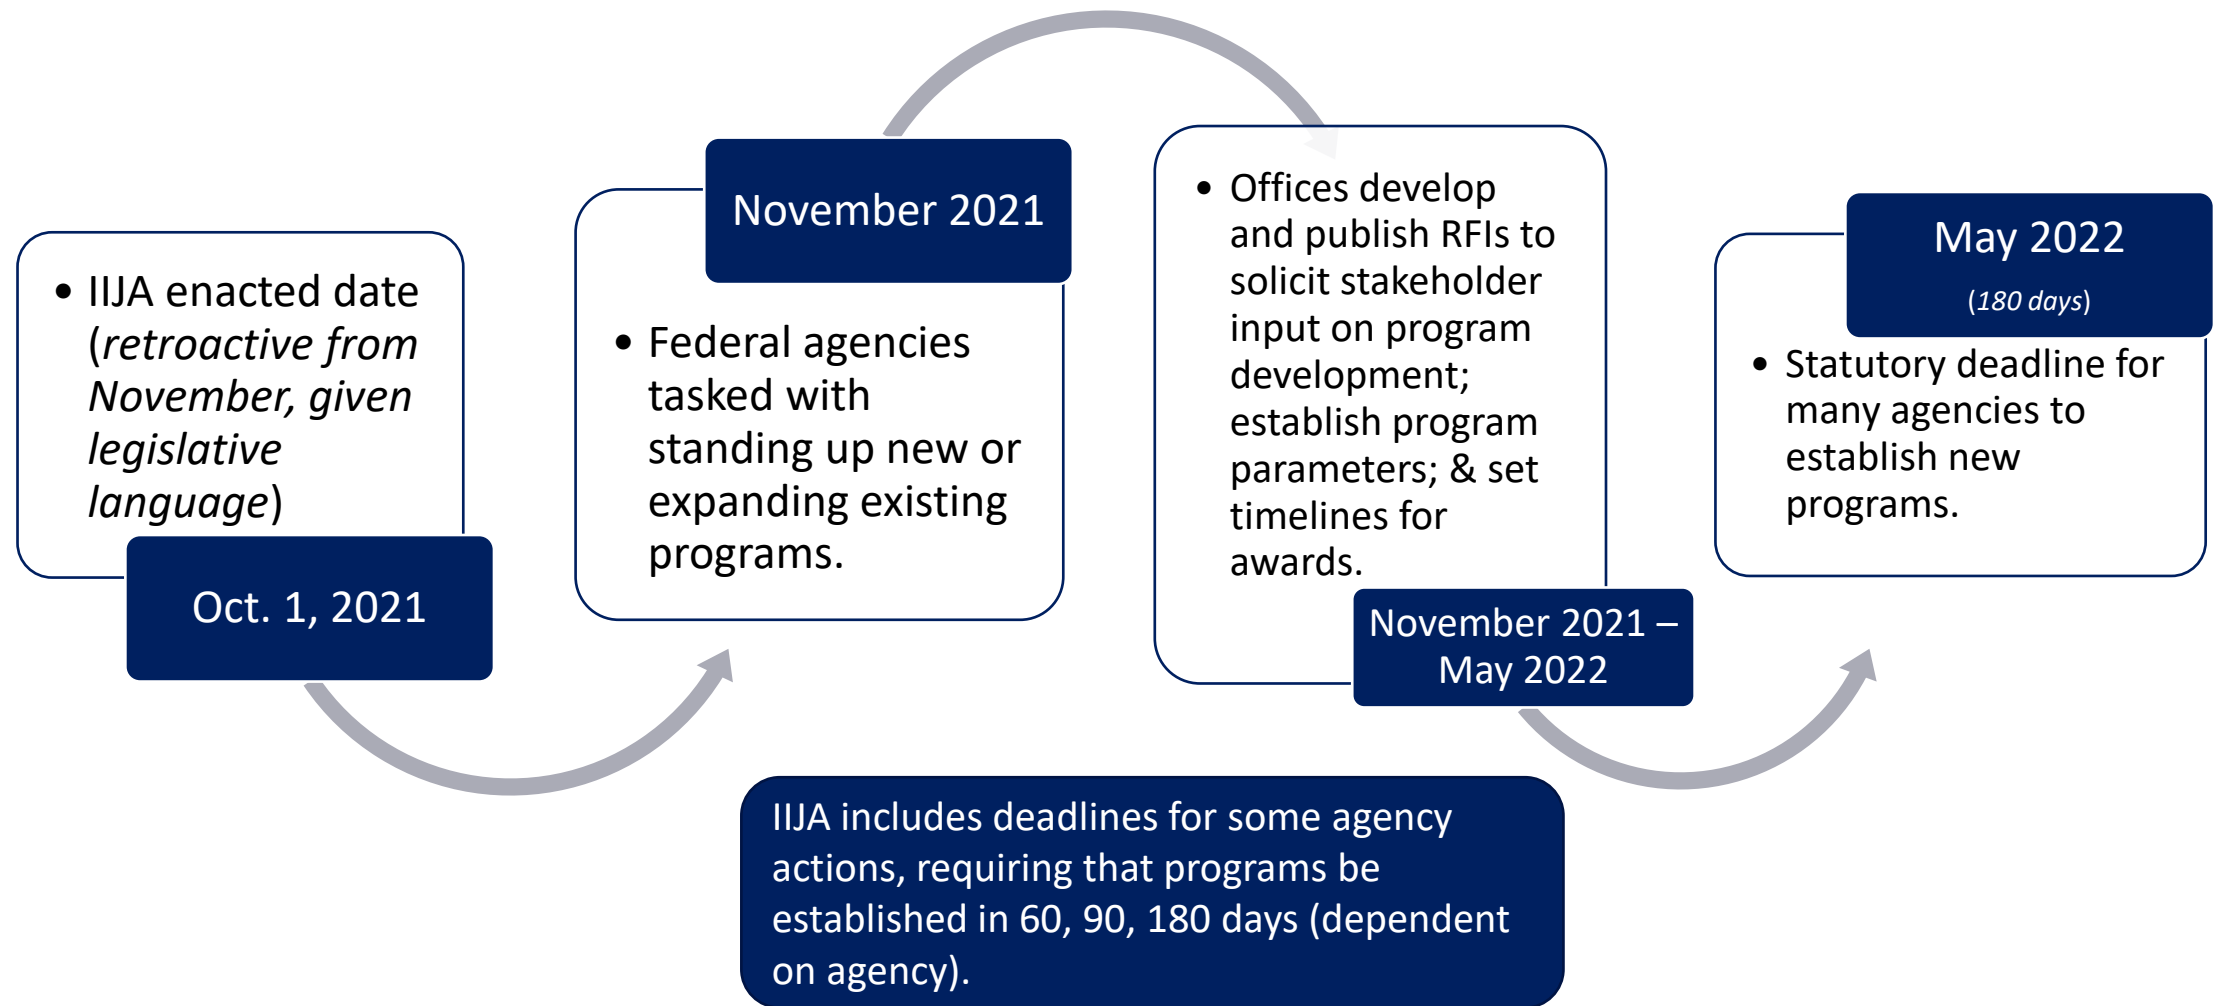 • IIJA enacted date
(retroactive from
November, given
legislative
language)
Oct. 1, 2021
November 2021
• Federal agencies
tasked with
standing up new or
expanding existing
programs.
• Offices develop
and publish RFIs to
solicit stakeholder
input on program
development;
establish program
parameters; & set
timelines for
awards.
November 2021 –
May 2022
May 2022
(180 days)
• Statutory deadline for
many agencies to
establish new
programs.
IIJA includes deadlines for some agency
actions, requiring that programs be
established in 60, 90, 180 days (dependent
on agency).